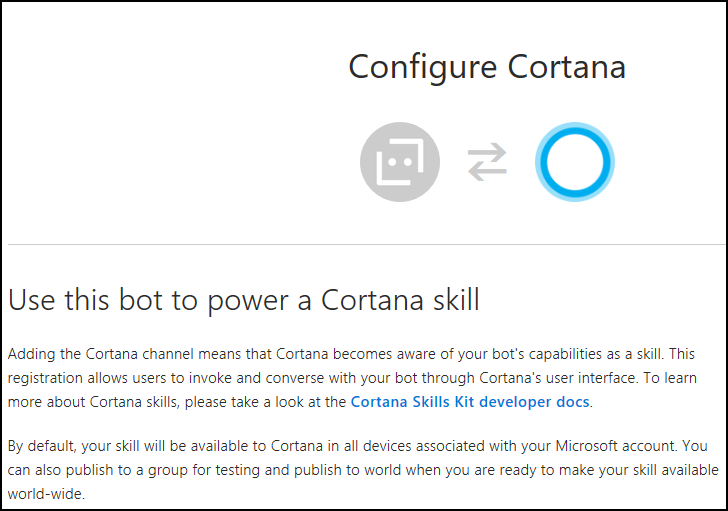 Configure Cortana
Use this bot to power a Cortana skill
Adding the Cortana channel means that Cortana becomes aware of your bot's capabilities as a skill. This
registration allows users to invoke and converse with your bot through Cortana's user interface. To learn
more about Cortana skills, please take a look at the Cortana Skills Kit developer docs.
By default, your skill will be available to Cortana in all devices associated with your Microsoft account. You
can also publish to a group for testing and publish to world when you are ready to make your skill available
world-wide.